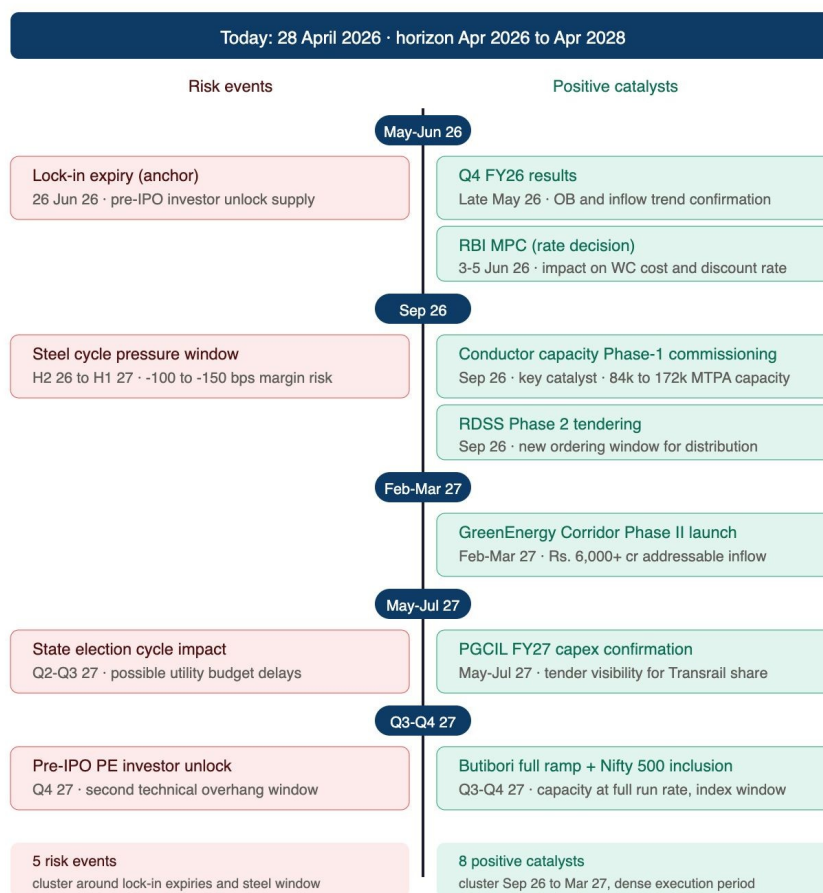 Today: 28 April 2026 · horizon Apr 2026 to Apr 2028
Risk events
Positive catalysts
May-Jun 26
Lock-in expiry (anchor)
26 Jun 26 · pre-IPO investor unlock supply
Q4 FY26 results
Late May 26 · OB and inflow trend confirmation
RBI MPC (rate decision)
3-5 Jun 26 · impact on WC cost and discount rate
Sep 26
Steel cycle pressure window
H2 26 to H1 27 · -100 to -150 bps margin risk
Conductor capacity Phase-1 commissioning
Sep 26 · key catalyst · 84k to 172k MTPA capacity
RDSS Phase 2 tendering
Sep 26 · new ordering window for distribution
Feb-Mar 27
GreenEnergy Corridor Phase II launch
Feb-Mar 27 · Rs. 6,000+ cr addressable inflow
May-Jul 27
State election cycle impact
Q2-Q3 27 · possible utility budget delays
PGCIL FY27 capex confirmation
May-Jul 27 · tender visibility for Transrail share
Q3-Q4 27
Pre-IPO PE investor unlock
Q4 27 · second technical overhang window
Butibori full ramp + Nifty 500 inclusion
Q3-Q4 27 · capacity at full run rate, index window
5 risk events
cluster around lock-in expiries and steel window
8 positive catalysts
cluster Sep 26 to Mar 27, dense execution period